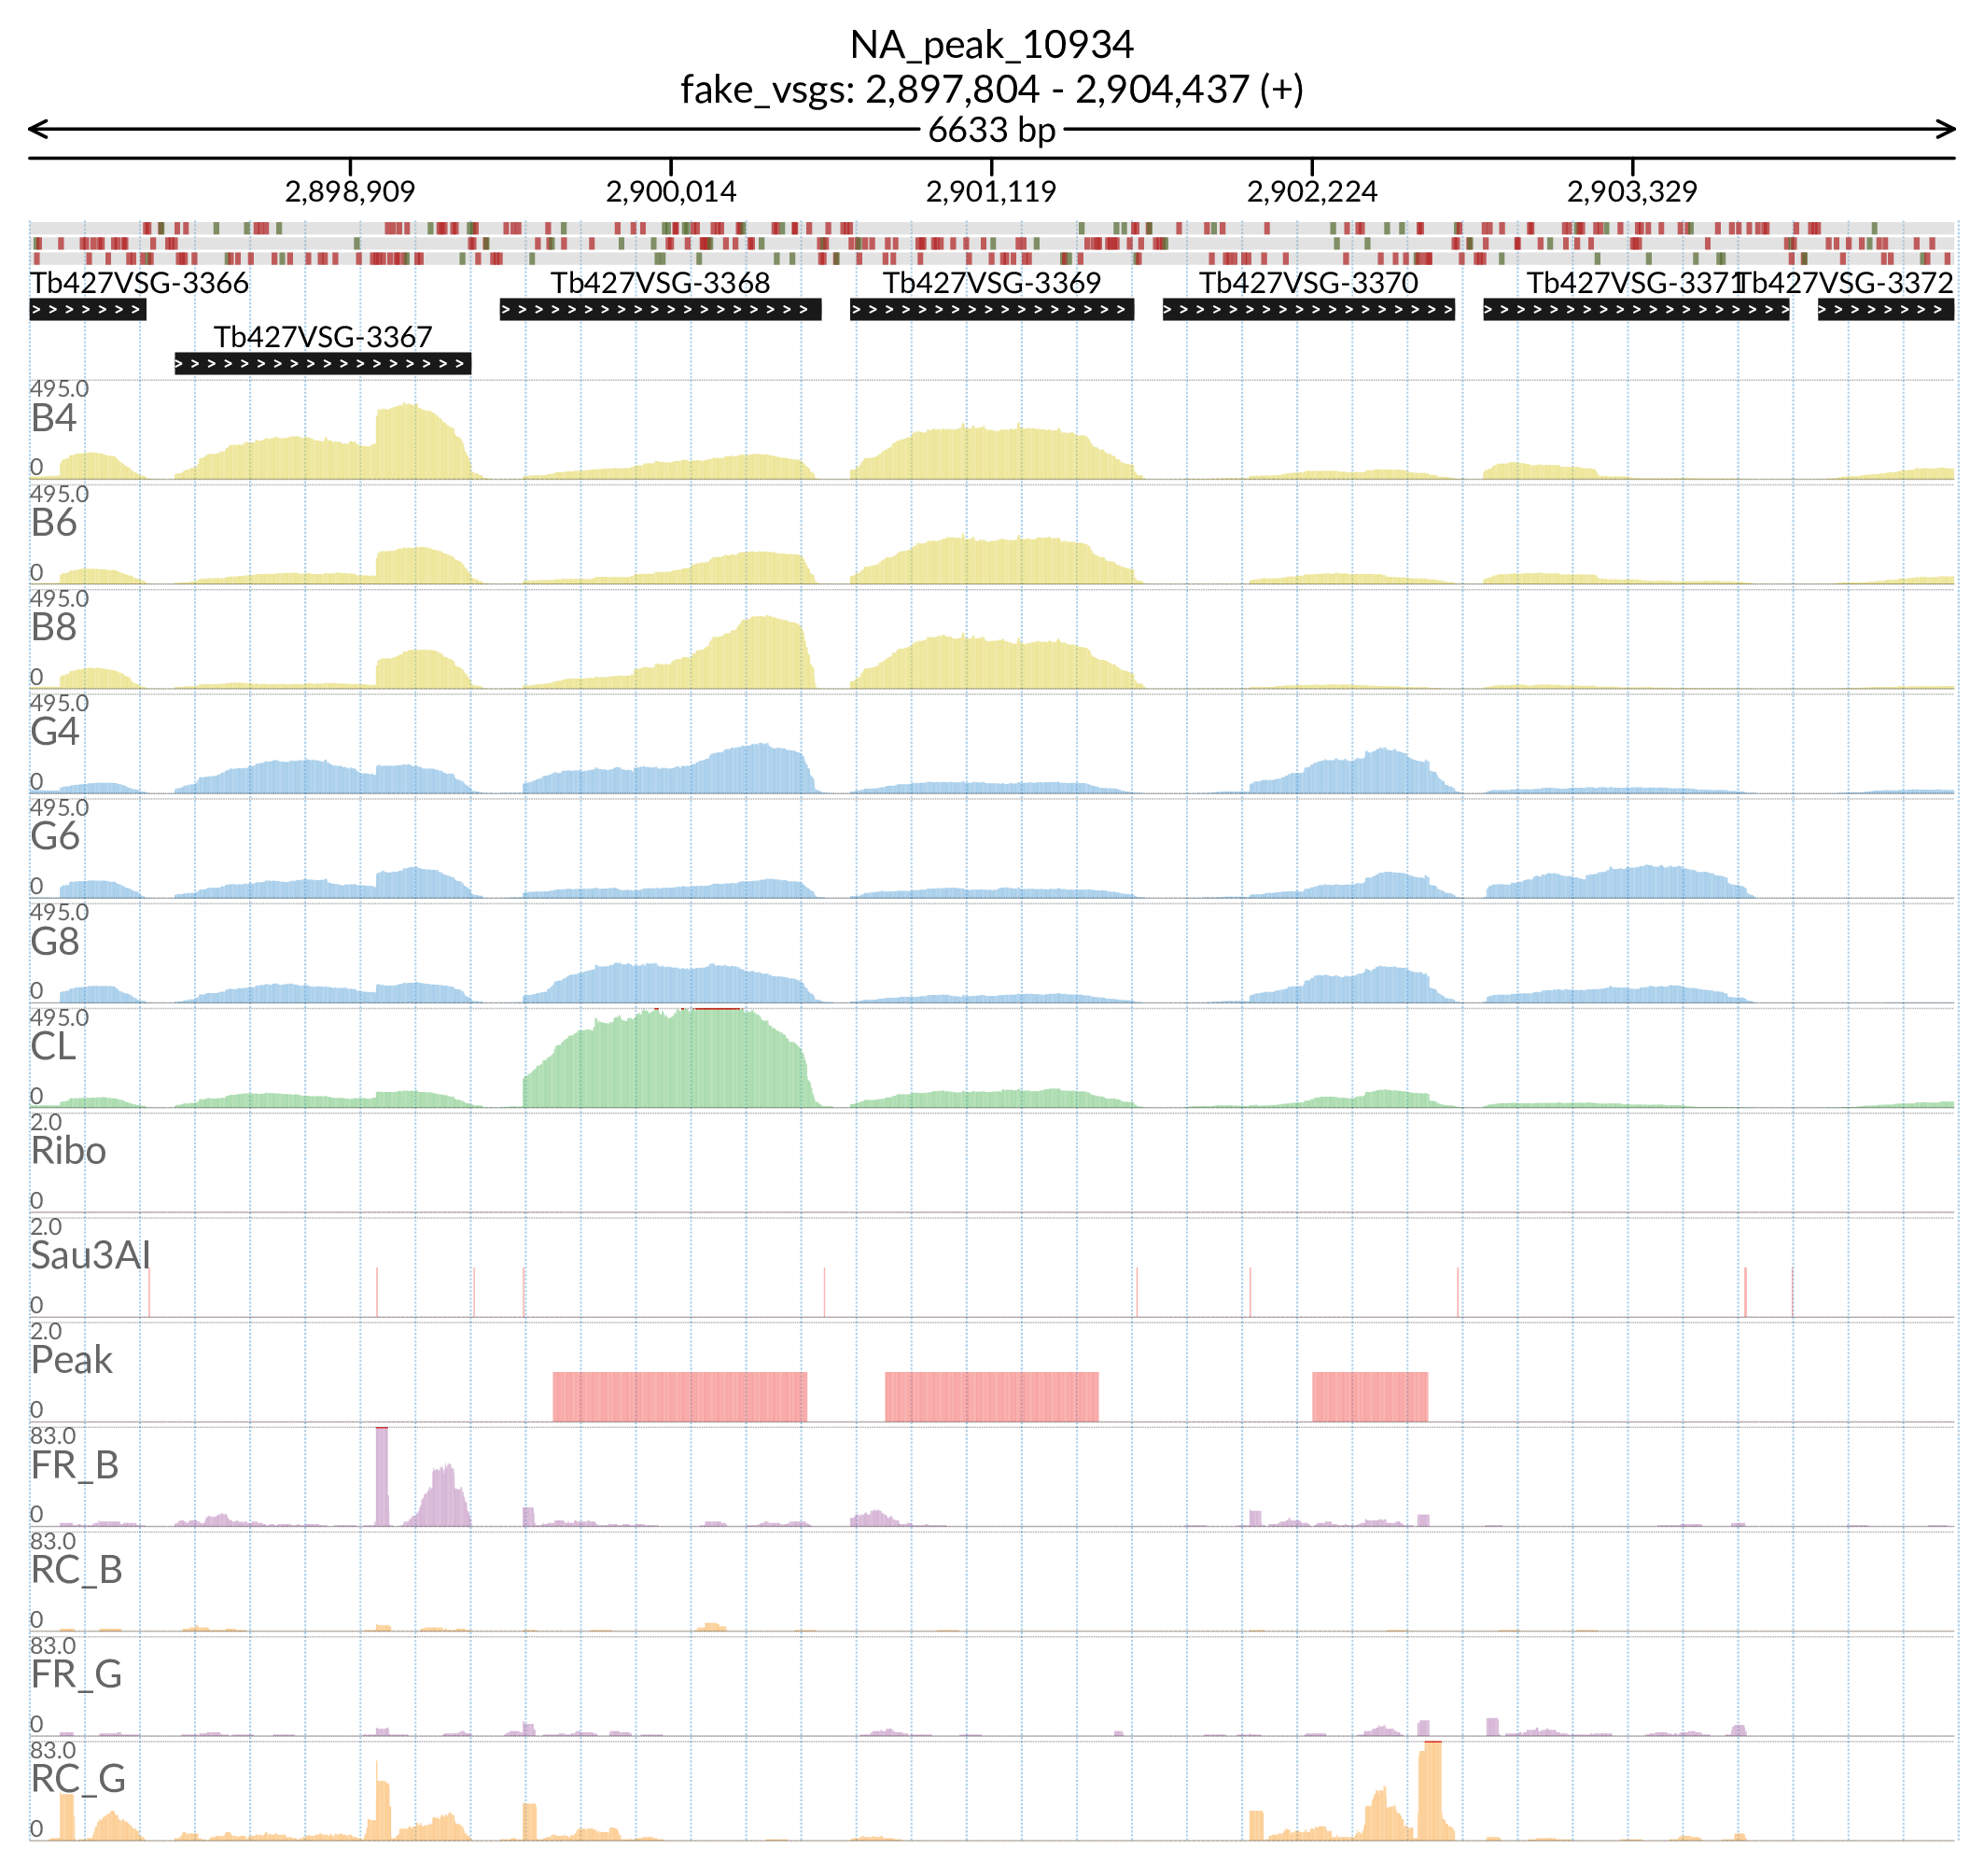 NA_peak_10934
fake_vsgs: 2,897,804 - 2,904,437 (+)
6633 bp
2,898,909 2,900,014 2,901,119 2,902,224 2,903,329
Tb427VSG-3366 Tb427VSG-3368 Tb427VSG-3369 Tb427VSG-3370 Tb427VSG-3371 Tb427VSG-3372
Tb427VSG-3367
495.0
B4
0
495.0
B6
0
495.0
B8
0
495.0
G4
0
495.0
G6
0
495.0
G8
0
495.0
CL
0
2.0
Ribo
0
2.0
Sau3AI
0
2.0
Peak
0
83.0
FR_B
0
83.0
RC_B
0
83.0
FR_G
0
83.0
RC_G
0